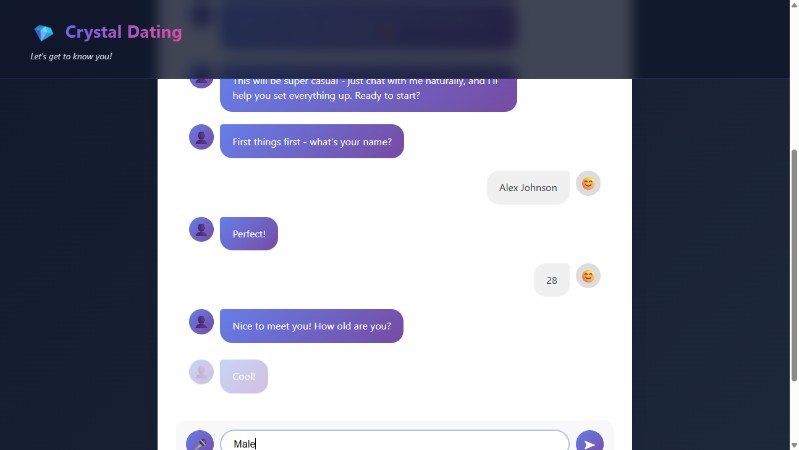 Crystal Dating
Let's get to know you!
This will be super casual - just chat with me naturally, and I'll
help you set everything up. Ready to start?
First things first - what's your name?
Alex Johnson
Perfect!
28
Nice to meet you! How old are you?
Cool!
Male